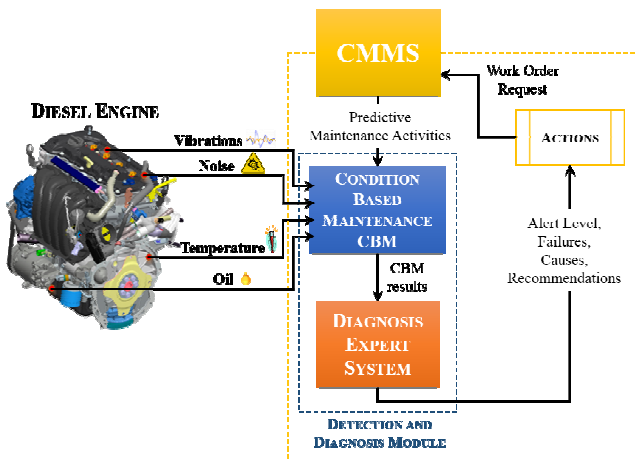 CMMS
Work Order
Request
DIESEL ENGINE
Predictive
Maintenance Activities
ACTIONS
Vibrations
Noise
CONDITION
BASED
MAINTENANCE
CBM
Alert Level,
Failures,
Causes,
Recommendations
Temperature
Oil
CBM
results
DIAGNOSIS
EXPERT
SYSTEM
DETECTION AND
DIAGNOSIS MODULE